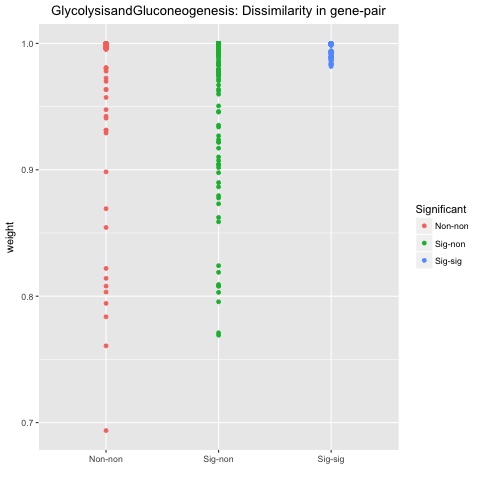 GlycolysisandGluconeogenesis: Dissimilarity in gene-pair
1.0
0.9
0.8
0.7
weight
Non-non
Sig-non
Sig-sig
Significant
Non-non
Sig-non
Sig-sig